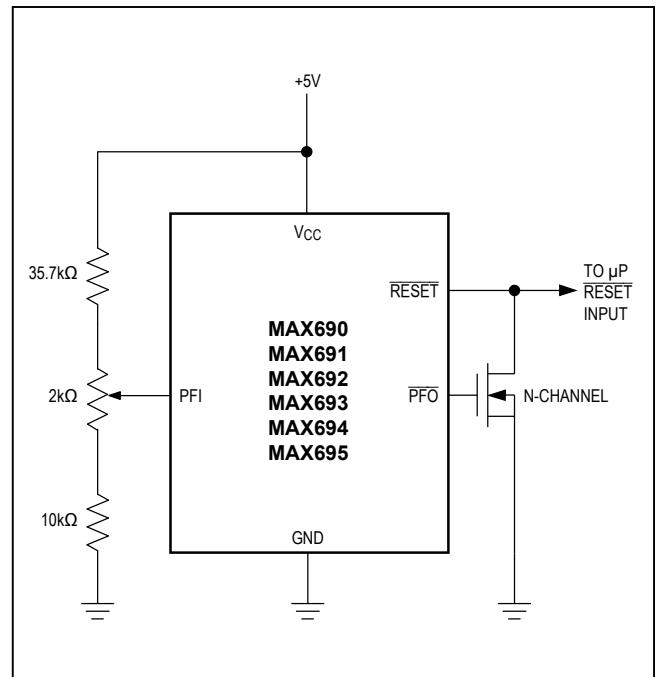 +5V
VCC
35.7kΩ
RESET
TO µP
RESET
INPUT
MAX690
MAX691
MAX692
MAX693
MAX694
MAX695
2kΩ
PFI
PFO
N-CHANNEL
10kΩ
GND